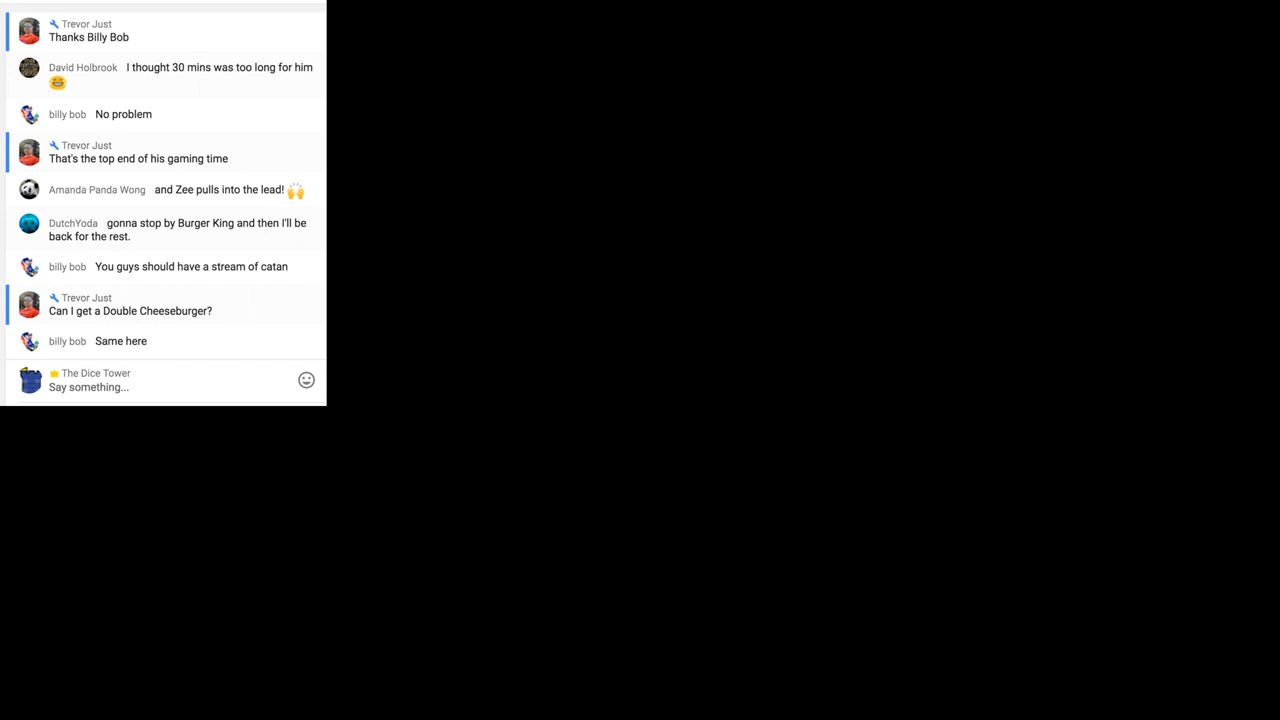 Trevor Just
Thanks Billy Bob
David Holbrook I thought 30 mins was too long for him
😂
billy bob No problem
Trevor Just
That's the top end of his gaming time
Amanda Panda Wong and Zee pulls into the lead! 🙌
DutchYoda gonna stop by Burger King and then I'll be
back for the rest.
billy bob You guys should have a stream of catan
Trevor Just
Can I get a Double Cheeseburger?
billy bob Same here
The Dice Tower
Say something...